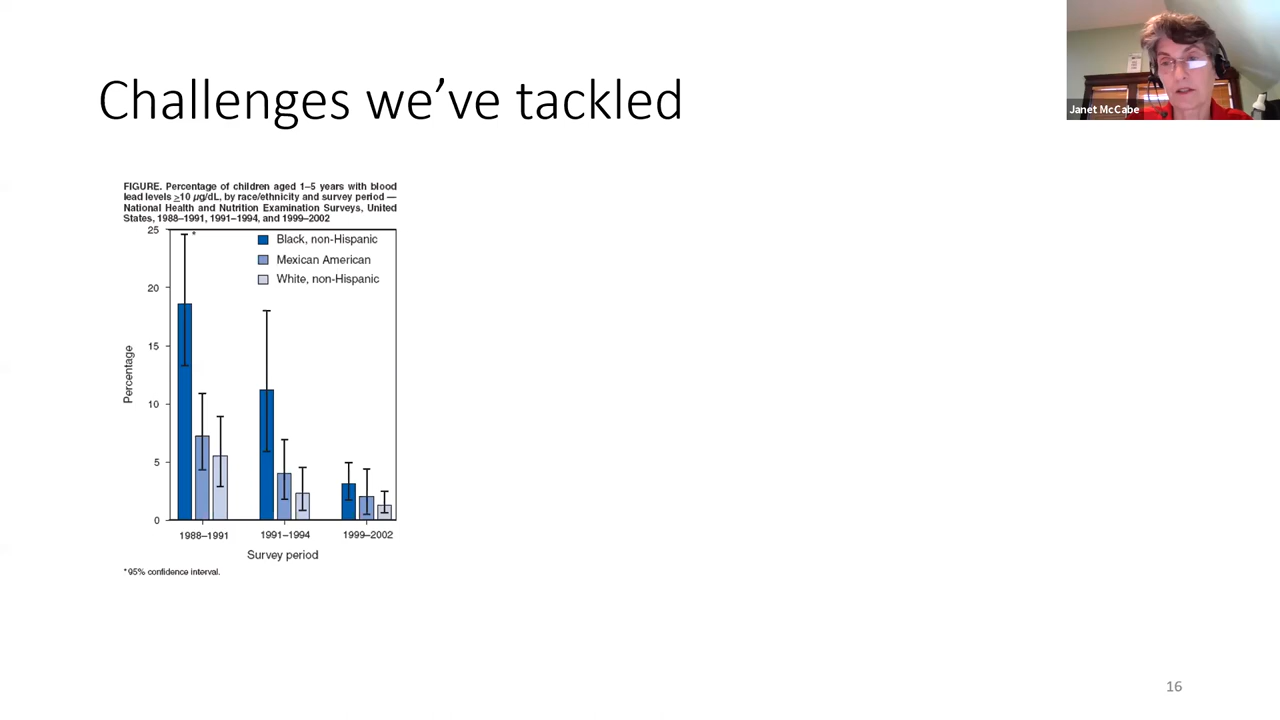 Challenges we’ve tackled
Janet McCabe
FIGURE. Percentage of children aged 1–5 years with blood
lead levels ≥10 µg/dL, by race/ethnicity and survey period —
National Health and Nutrition Examination Surveys, United
States, 1988–1991, 1991–1994, and 1999–2002
25
20
15
10
5
0
Percentage
*
Black, non-Hispanic
Mexican American
White, non-Hispanic
1988–1991 1991–1994 1999–2002
Survey period
*95% confidence interval.
16